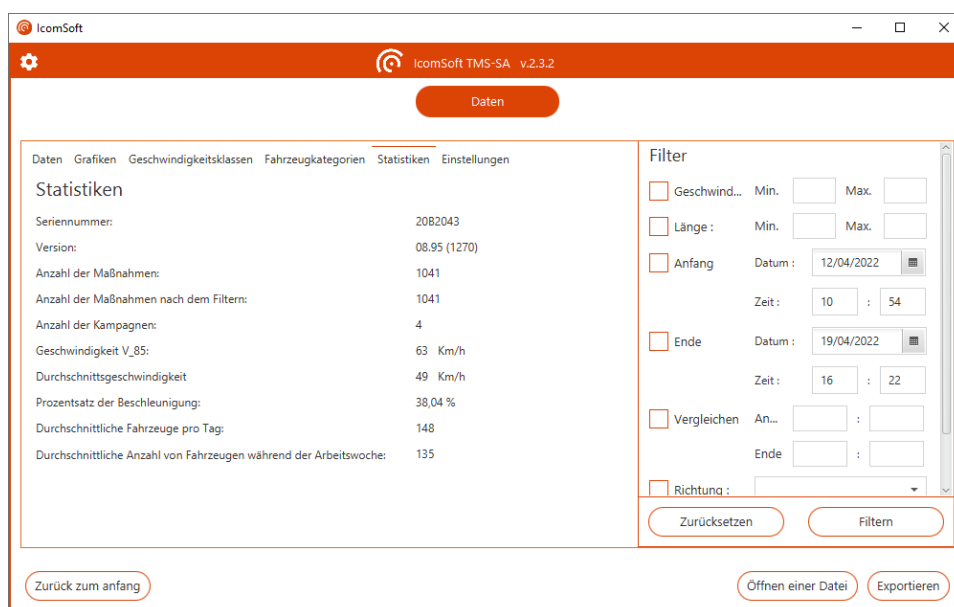 IcomSoft
IcomSoft TMS-SA v.2.3.2
Daten
Daten Grafiken Geschwindigkeitsklassen Fahrzeugkategorien Statistiken Einstellungen
Statistiken
Seriennummer: 20B2043
Version: 08.95 (1270)
Anzahl der Maßnahmen: 1041
Anzahl der Maßnahmen nach dem Filtern: 1041
Anzahl der Kampagnen: 4
Geschwindigkeit V_85: 63 Km/h
Durchschnittsgeschwindigkeit 49 Km/h
Prozentsatz der Beschleunigung: 38,04 %
Durchschnittliche Fahrzeuge pro Tag: 148
Durchschnittliche Anzahl von Fahrzeugen während der Arbeitswoche: 135
Filter
Geschwind... Min. Max.
Länge : Min. Max.
Anfang Datum : 12/04/2022
Zeit : 10 : 54
Ende Datum : 19/04/2022
Zeit : 16 : 22
Vergleichen An... :
Ende :
Richtung :
Zurücksetzen Filtern
Zurück zum anfang Öffnen einer Datei Exportieren